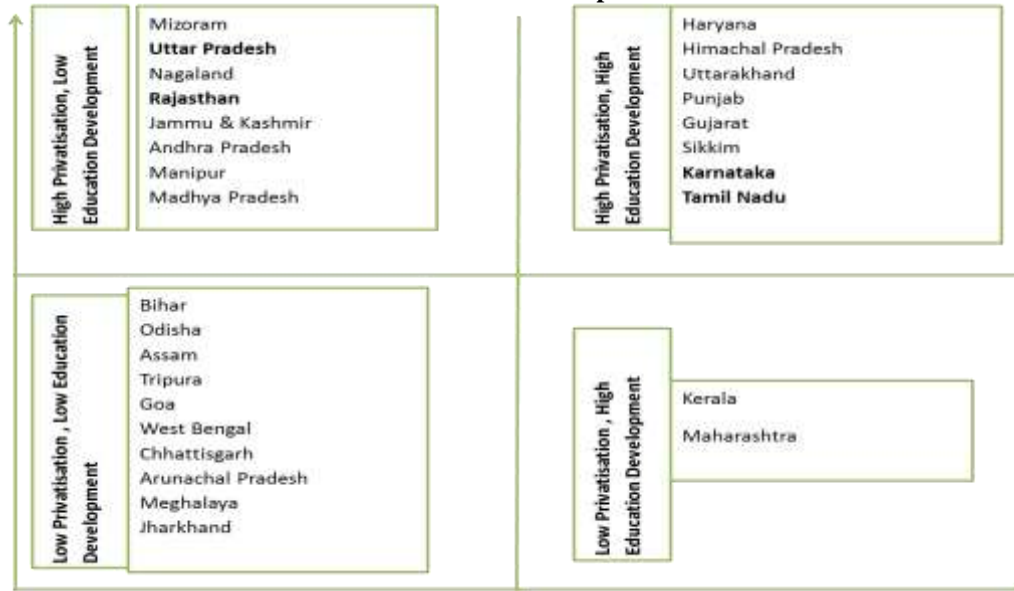 High Privatisation, Low
Education Development
Mizoram
Uttar Pradesh
Nagaland
Rajasthan
Jammu & Kashmir
Andhra Pradesh
Manipur
Madhya Pradesh
High Privatisation, High
Education Development
Haryana
Himachal Pradesh
Uttarakhand
Punjab
Gujarat
Sikkim
Karnataka
Tamil Nadu
Low Privatisation , Low Education
Development
Bihar
Odisha
Assam
Tripura
Goa
West Bengal
Chhattisgarh
Arunachal Pradesh
Meghalaya
Jharkhand
Low Privatisation , High
Education Development
Kerala
Maharashtra